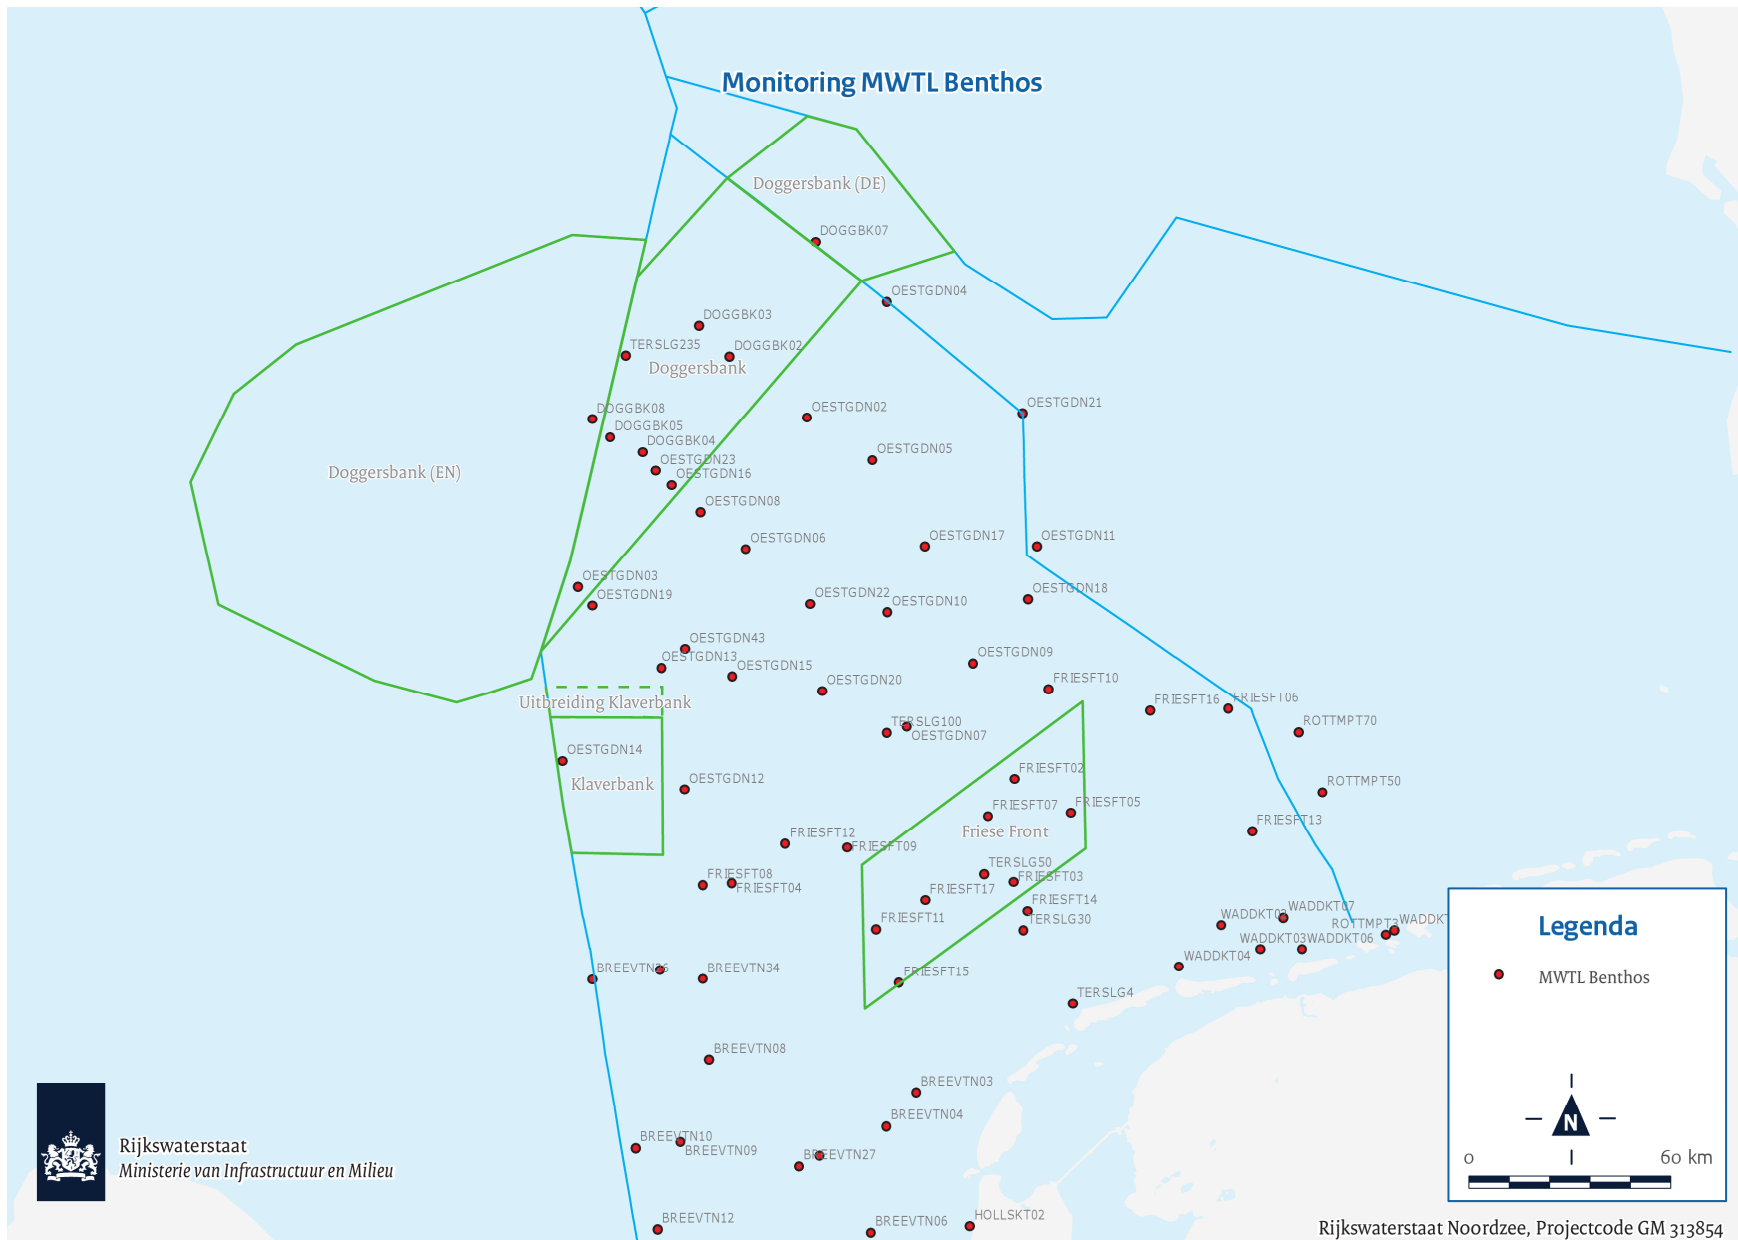 Monitoring MWTL Benthos
Doggersbank (DE)
DOGGBK07
OESTGDN04
DOGGBK03
TERSLG235
DOGGBK02
Doggersbank
OESTGDN21
OESTGDN02
DOGGBK08
DOGGBK05
DOGGBK04
OESTGDN05
OESTGDN23
Doggersbank (EN)
OESTGDN16
OESTGDN08
OESTGDN06
OESTGDN17
OESTGDN11
OESTGDN03
OESTGDN18
OESTGDN19
OESTGDN22
OESTGDN10
OESTGDN43
OESTGDN13
OESTGDN09
OESTGDN15
FRIESFT10
OESTGDN20
FRIESFT16
FRIESFT06
Uitbreiding Klaverbank
TERSLG100
ROTTMPT70
OESTGDN07
OESTGDN14
FRIESFT02
OESTGDN12
ROTTMPT50
Klaverbank
FRIESFT07
FRIESFT05
FRIESFT13
Friese Front
FRIESFT12
FRIESFT09
TERSLG50
FRIESFT08
FRIESFT03
FRIESFT04
FRIESFT17
FRIESFT14
WADDKT07
FRIESFT11
TERSLG30
ROTTMPT3
WADDKT
WADDKT03
WADDKT06
WADDKT04
BREEVTN34
FRIESFT15
TERSLG4
BREEVTN08
BREEVTN03
BREEVTN04
BREEVTN10
BREEVTN09
BREEVTN27
BREEVTN12
BREEVTN06
HOLLSKT02
Legenda
MWTL Benthos
N
0 60 km
Rijkswaterstaat
Ministerie van Infrastructuur en Milieu
Rijkswaterstaat Noordzee, Projectcode GM 313854